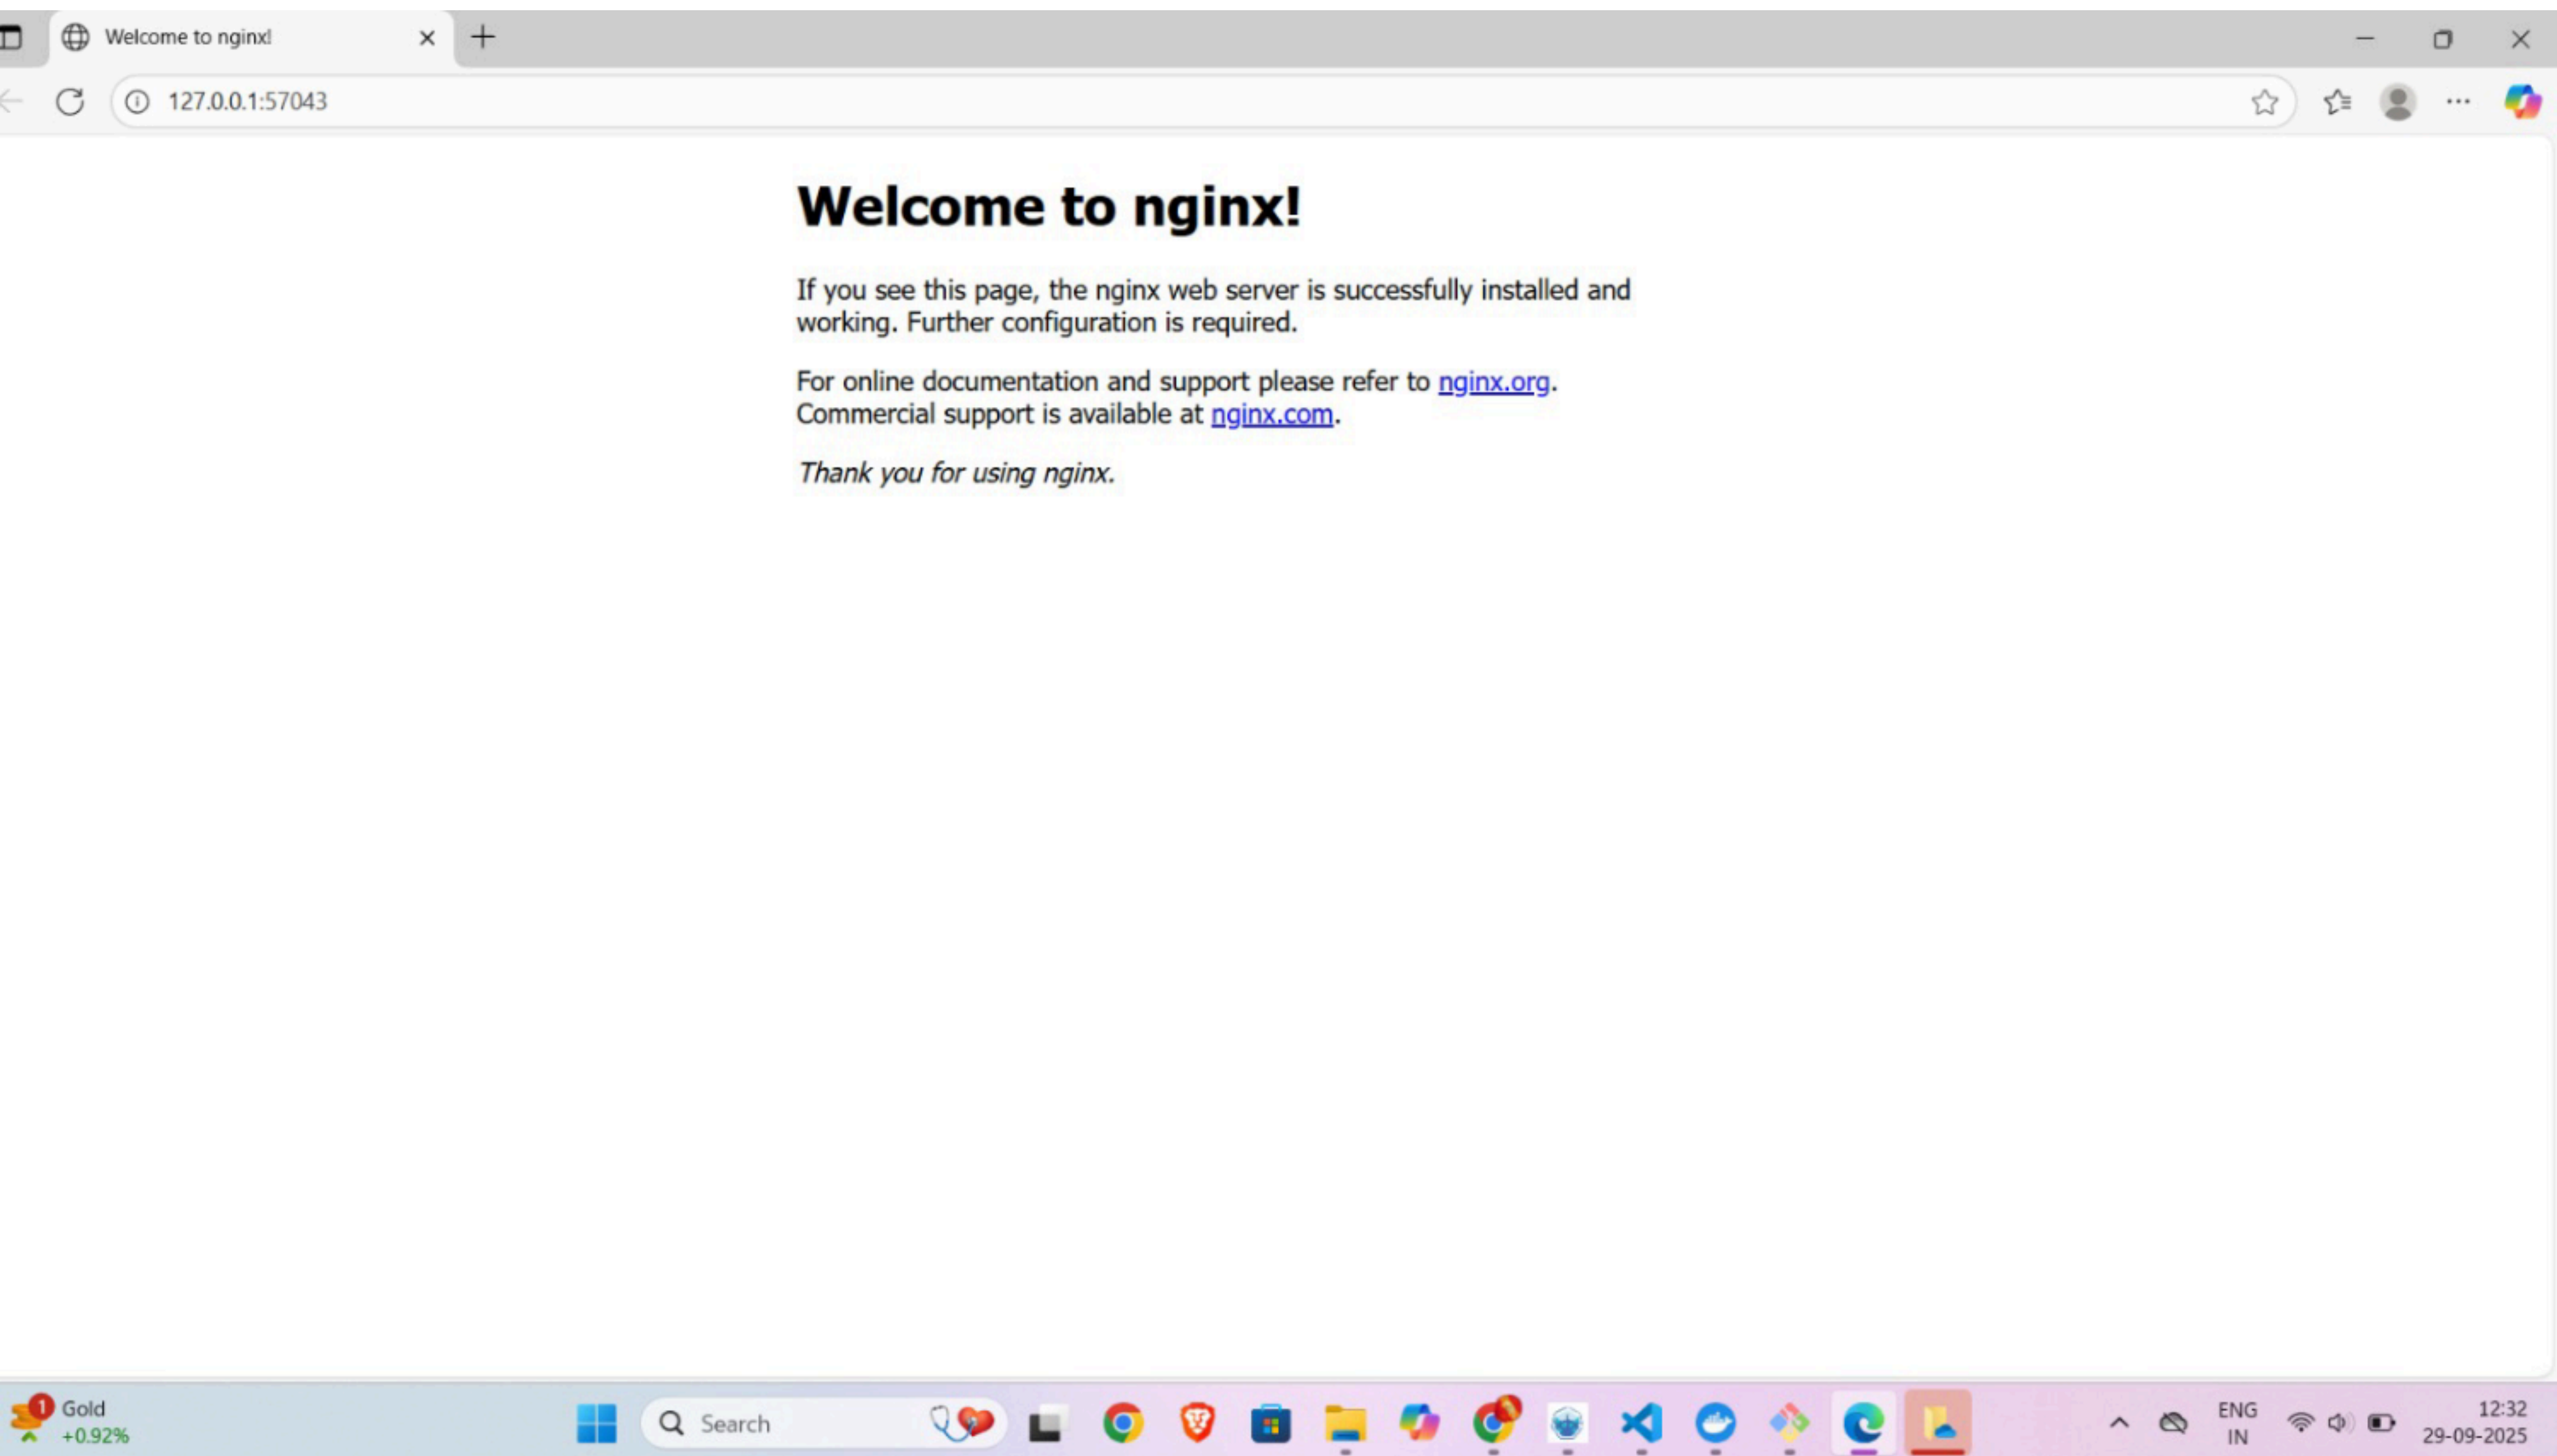 Welcome to nginx!
127.0.0.1:57043
Welcome to nginx!
If you see this page, the nginx web server is successfully installed and
working. Further configuration is required.
For online documentation and support please refer to nginx.org.
Commercial support is available at nginx.com.
Thank you for using nginx.
1
Gold
+0.92%
Search
ENG
IN
12:32
29-09-2025